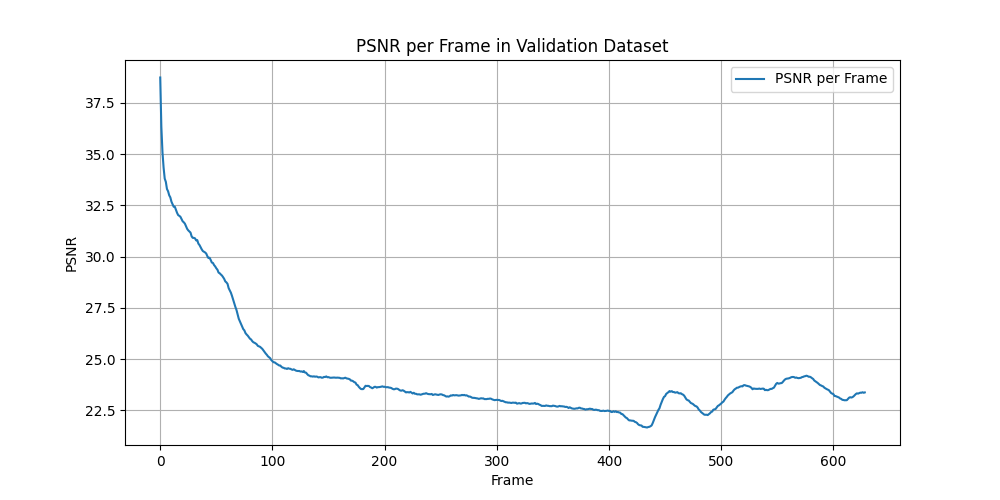 PSNR per Frame in Validation Dataset
PSNR per Frame
37.5
35.0
32.5
30.0
27.5
25.0
22.5
PSNR
0 100 200 300 400 500 600
Frame